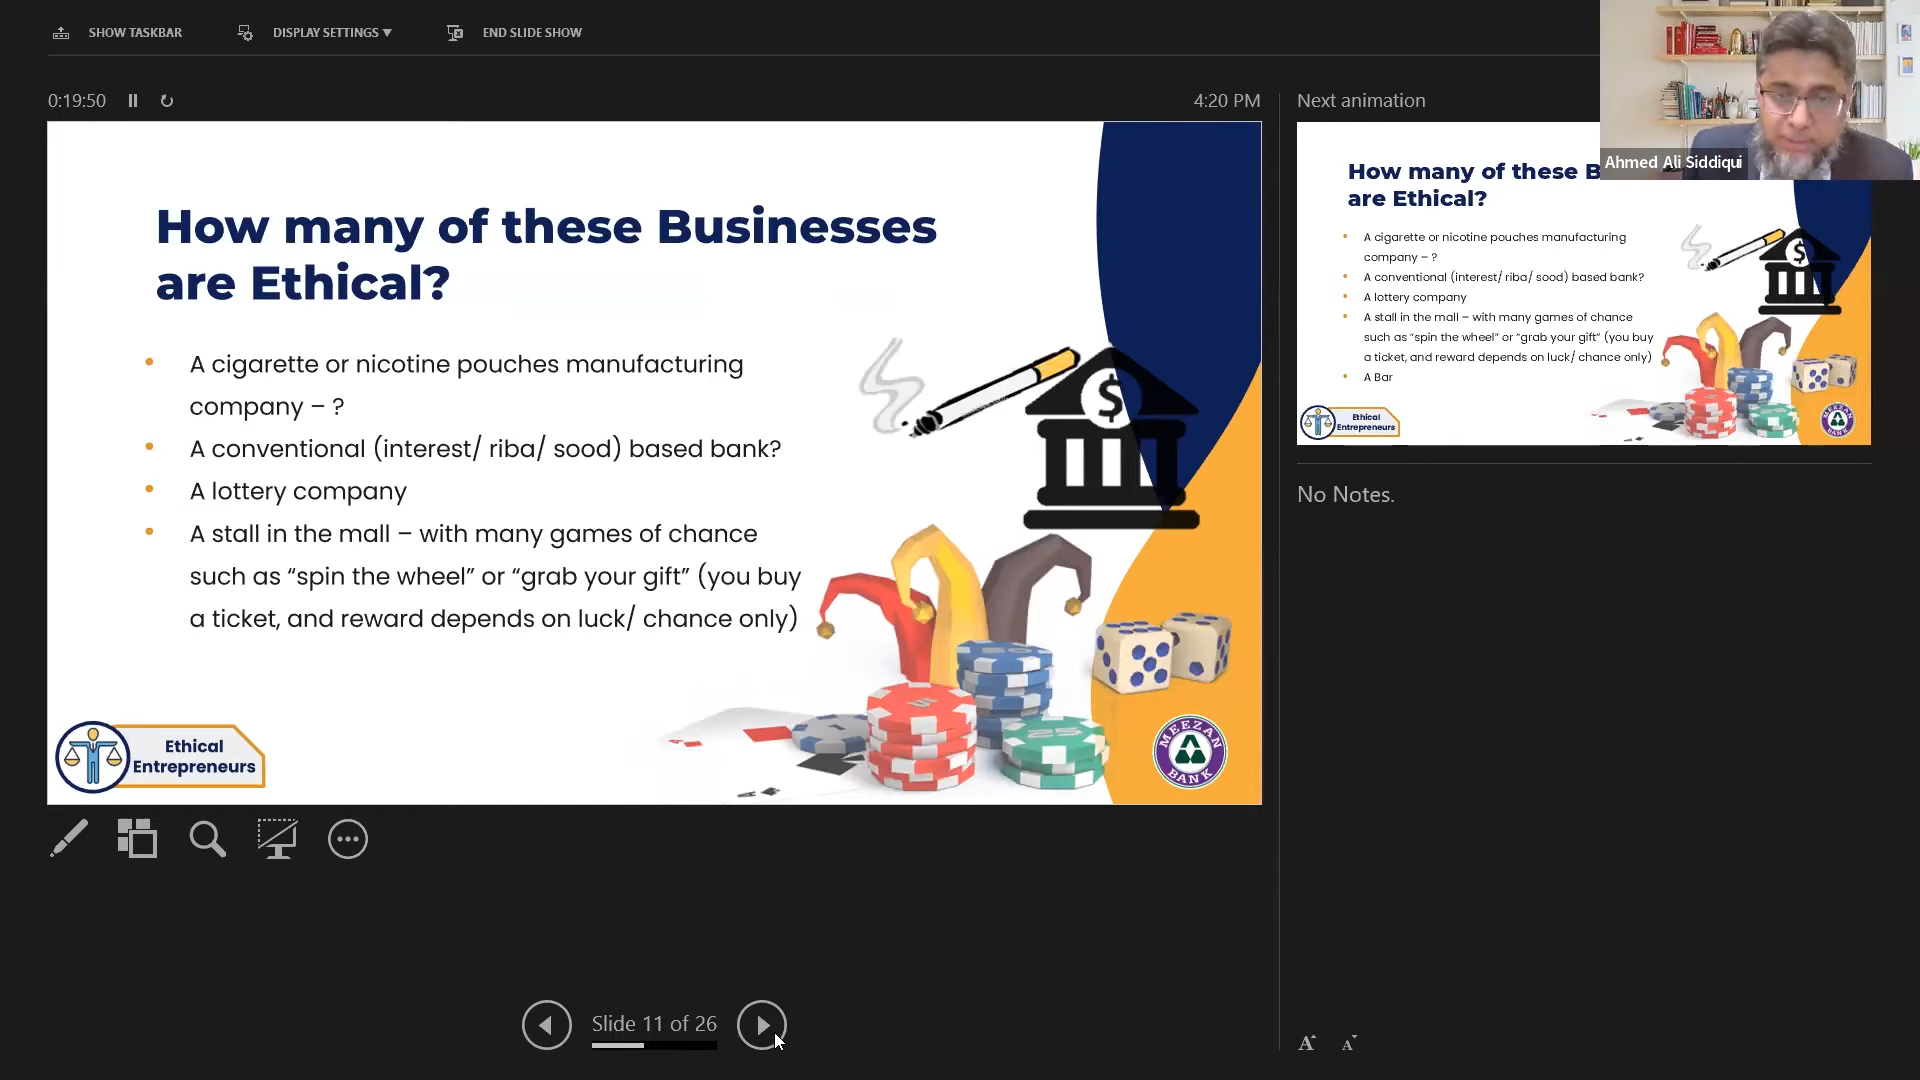 SHOW TASKBAR
DISPLAY SETTINGS ▼
END SLIDE SHOW
0:19:50
4:20 PM
How many of these Businesses
are Ethical?
• A cigarette or nicotine pouches manufacturing
company – ?
• A conventional (interest/ riba/ sood) based bank?
• A lottery company
• A stall in the mall – with many games of chance
such as “spin the wheel” or “grab your gift” (you buy
a ticket, and reward depends on luck/ chance only)
$
25
Ethical
Entrepreneurs
MEEZAN
BANK
Slide 11 of 26
Next animation
Ahmed Ali Siddiqui
How many of these B
are Ethical?
• A cigarette or nicotine pouches manufacturing
company – ?
• A conventional (interest/ riba/ sood) based bank?
• A lottery company
• A stall in the mall – with many games of chance
such as “spin the wheel” or “grab your gift” (you buy
a ticket, and reward depends on luck/ chance only)
• A Bar
$
Ethical
Entrepreneurs
MEEZAN
BANK
No Notes.
A A